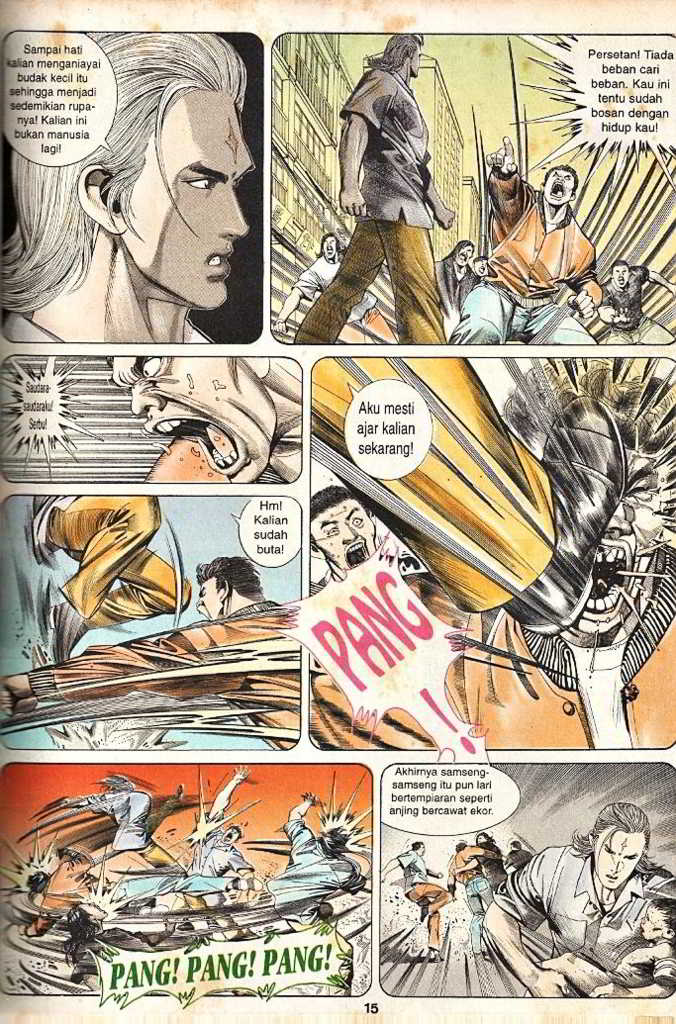 Sampai hati
kalian menganiayai
budak kecil itu
sehingga menjadi
sedemikian rupa-
nya! Kalian ini
bukan manusia
lagi!
Persetan! Tiada
beban cari
beban. Kau ini
tentu sudah
bosan dengan
hidup kau!
Saudara-
saudaraku!
Serbu!
Aku mesti
ajar kalian
sekarang!
Hm!
Kalian
sudah
buta!
PANG
!
PANG! PANG! PANG!
Akhirnya samseng-
samseng itu pun lari
bertempiaran seperti
anjing bercawat ekor.
15